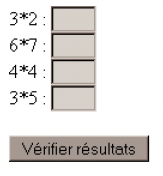 3*2 :
6*7 :
4*4 :
3*5 :
Vérifier résultats